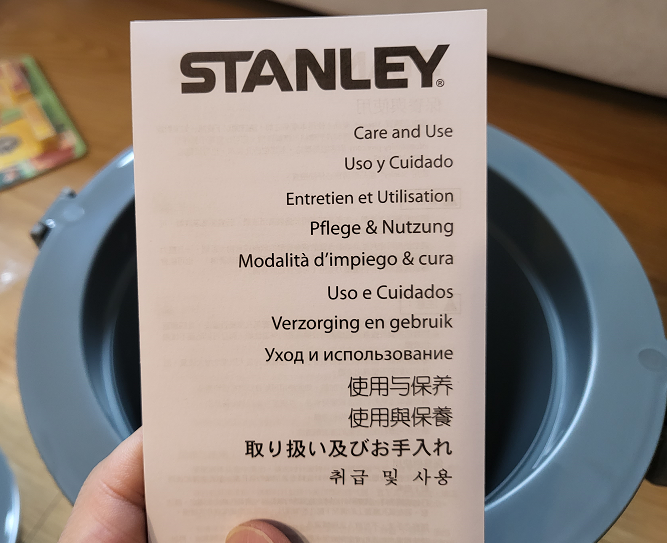 STANLEY®
Care and Use
Uso y Cuidado
Entretien et Utilisation
Pflege & Nutzung
Modalità d'impiego & cura
Uso e Cuidados
Verzorging en gebruik
Уход и использование
使用与保养
使用與保養
取り扱い及びお手入れ
취급 및 사용